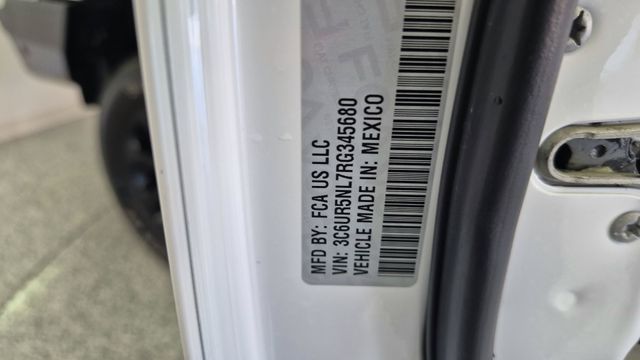 MFD BY: FCA US LLC
VIN: 3C6UR5NL7RG345680
VEHICLE MADE IN: MEXICO